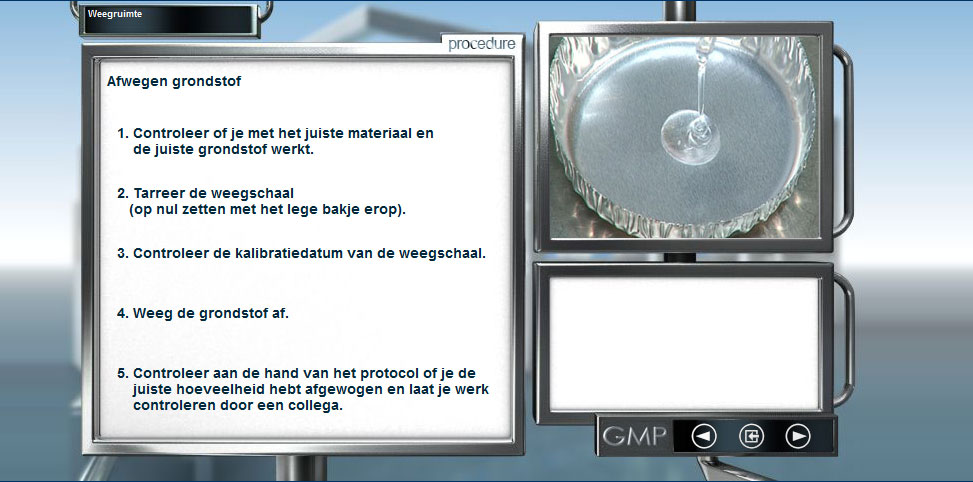 Weegruimte
procedure
Afwegen grondstof
1. Controleer of je met het juiste materiaal en
de juiste grondstof werkt.
2. Tarreer de weegschaal
(op nul zetten met het lege bakje erop).
3. Controleer de kalibratiedatum van de weegschaal.
4. Weeg de grondstof af.
5. Controleer aan de hand van het protocol of je de
juiste hoeveelheid hebt afgewogen en laat je werk
controleren door een collega.
GMP